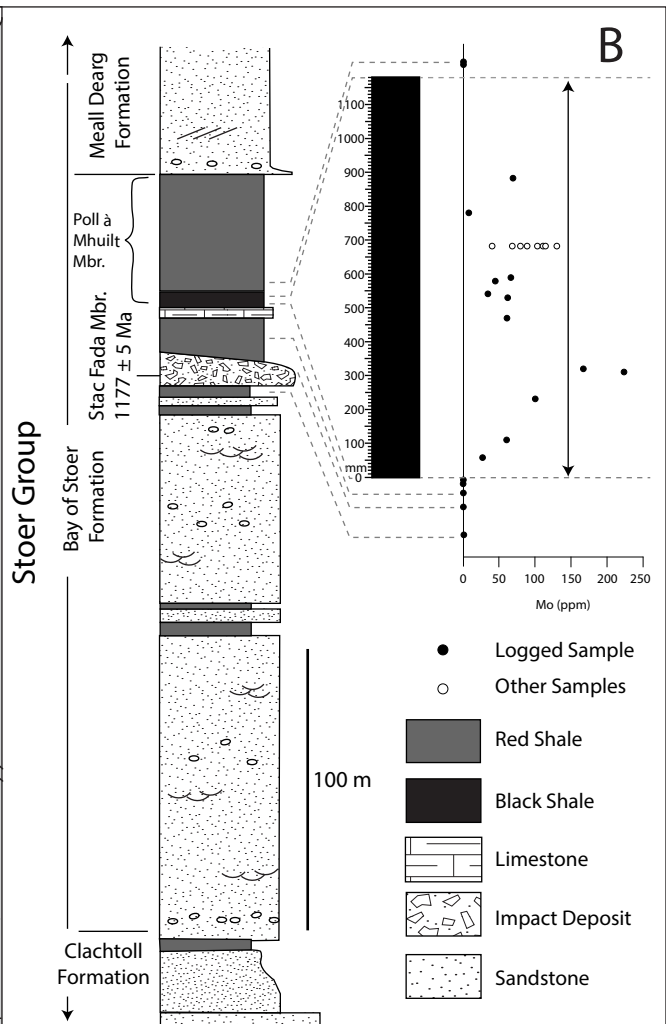 B
Meall Dearg
Formation
Poll à
Mhuilt
Mbr.
Stac Fada Mbr.
1177 ± 5 Ma
Stoer Group
Bay of Stoer
Formation
Clachtoll
Formation
100 m
1100
1000
900
800
700
600
500
400
300
200
100
mm
0
0 50 100 150 200 250
Mo (ppm)
Logged Sample
Other Samples
Red Shale
Black Shale
Limestone
Impact Deposit
Sandstone